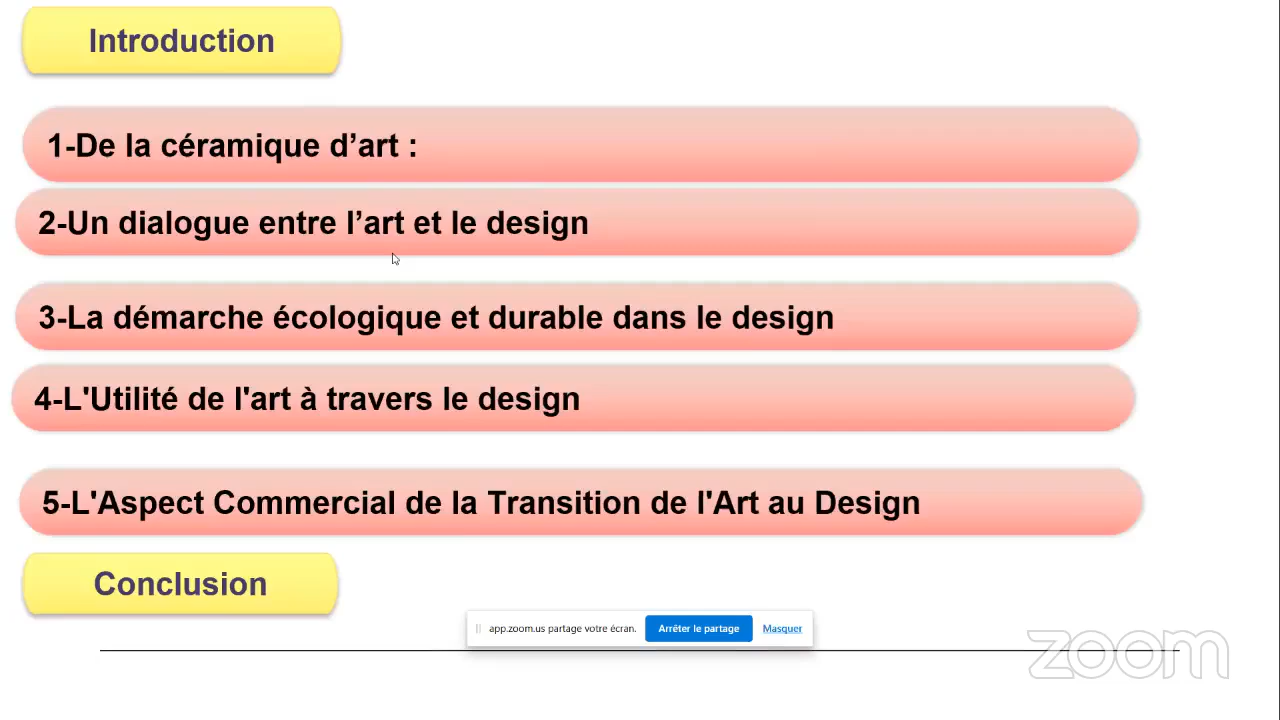 Introduction
1-De la céramique d’art :
2-Un dialogue entre l’art et le design
3-La démarche écologique et durable dans le design
4-L'Utilité de l'art à travers le design
5-L'Aspect Commercial de la Transition de l'Art au Design
Conclusion
app.zoom.us partage votre écran. Arrêter le partage Masquer
zoom